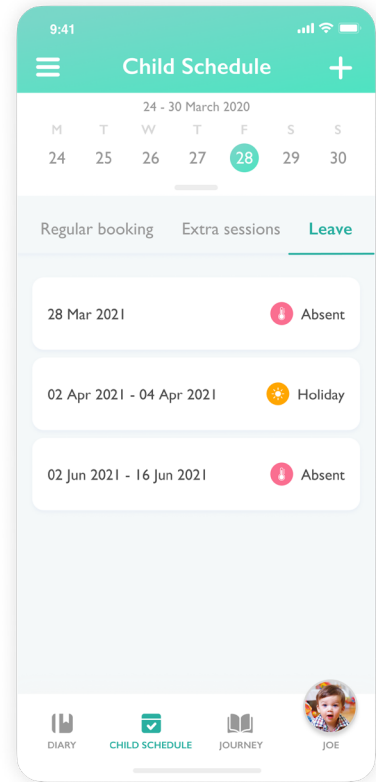 9:41
Child Schedule
24 - 30 March 2020
M T W T F S S
24 25 26 27 28 29 30
Regular booking Extra sessions Leave
28 Mar 2021 Absent
02 Apr 2021 - 04 Apr 2021 Holiday
02 Jun 2021 - 16 Jun 2021 Absent
DIARY CHILD SCHEDULE JOURNEY JOE